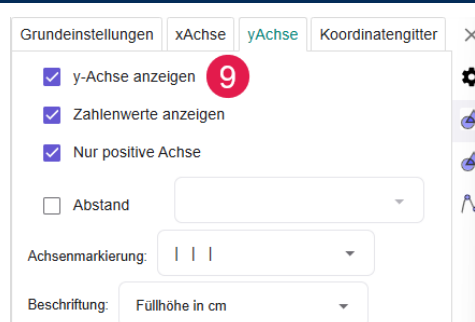 Grundeinstellungen xAchse yAchse Koordinatengitter
y-Achse anzeigen 9
Zahlenwerte anzeigen
Nur positive Achse
Abstand
Achsenmarkierung: | | |
Beschriftung: Füllhöhe in cm